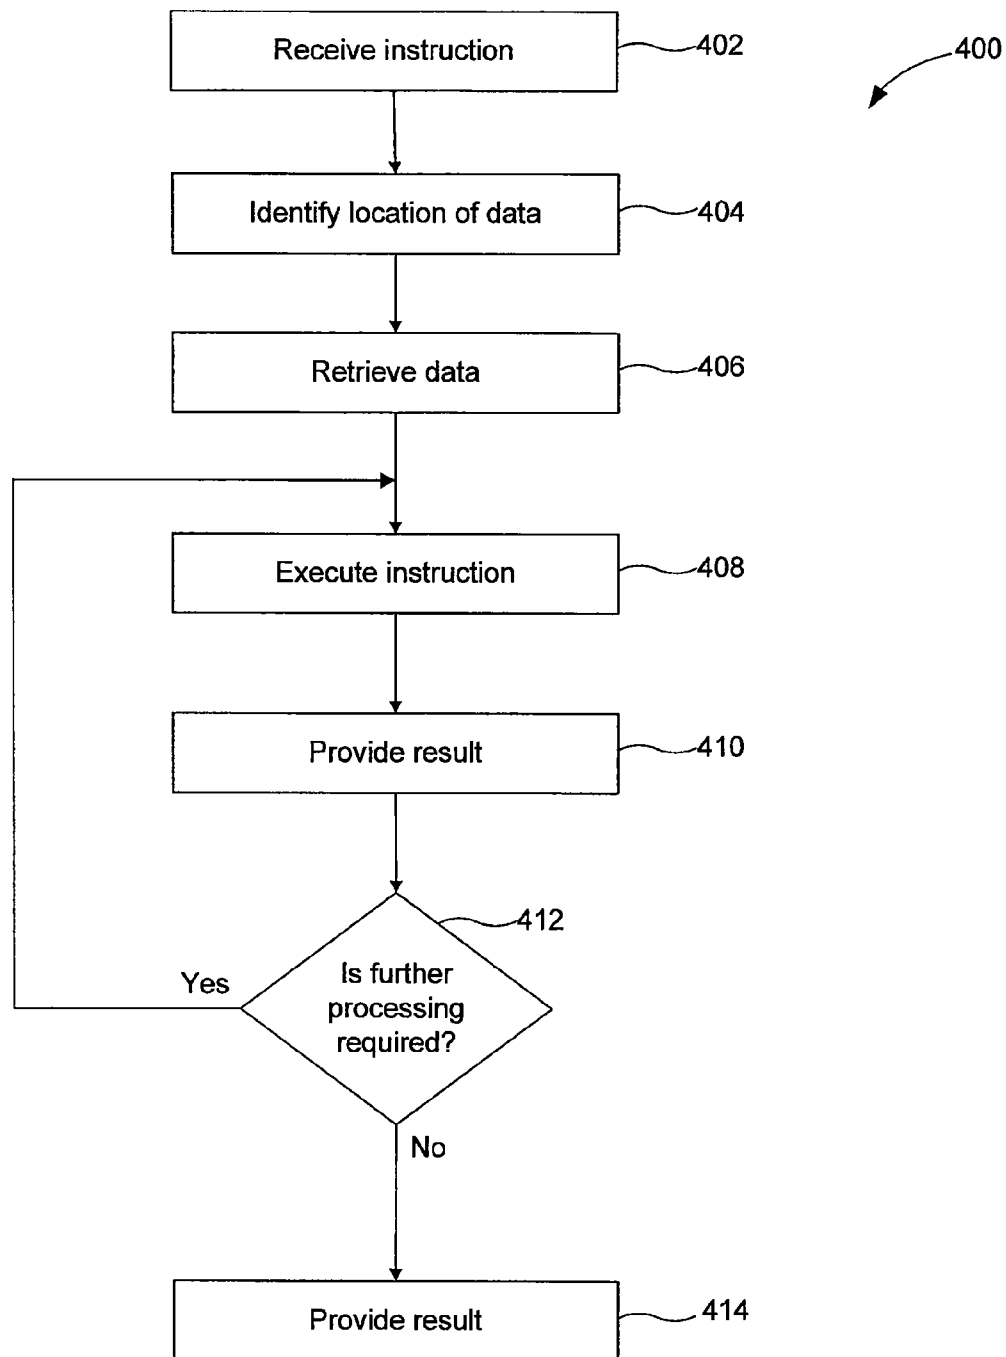 Receive instruction
402
400
Identify location of data
404
Retrieve data
406
Execute instruction
408
Provide result
410
412
Is further
processing
required?
Yes
No
Provide result
414